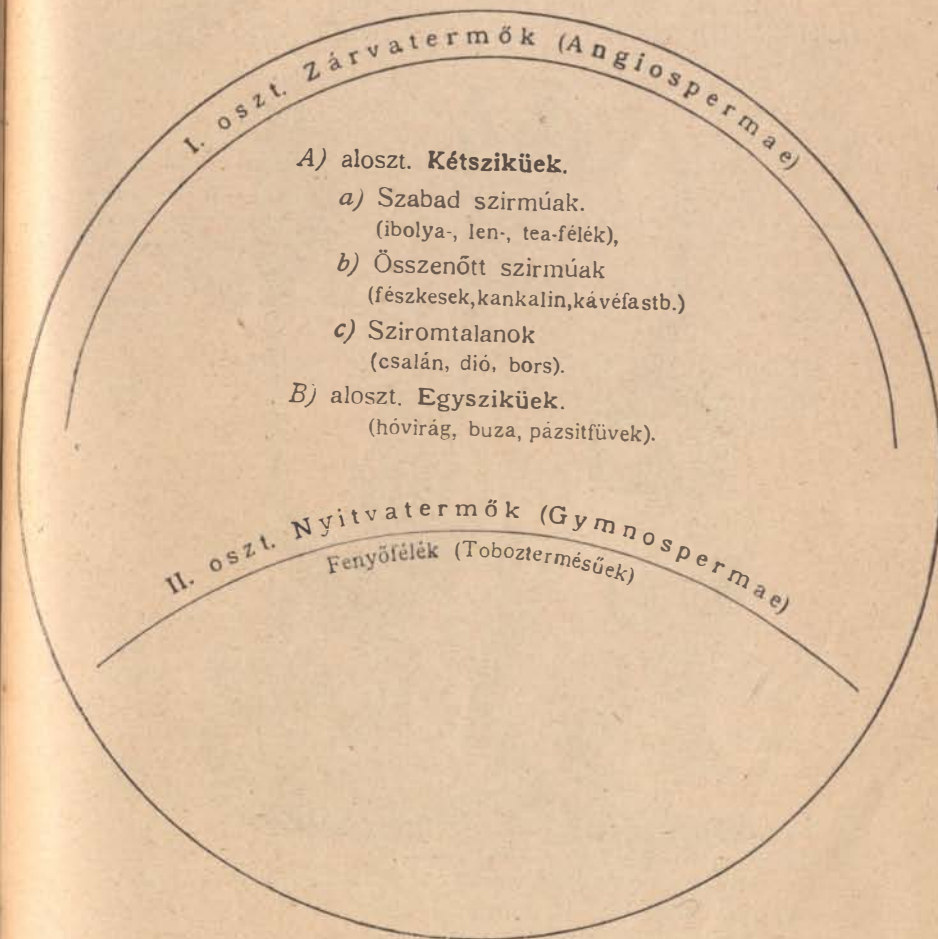 I. oszt. Zárvatermők (Angiospermae)
A) aloszt. Kétsziküek.
a) Szabad szirmúak.
(ibolya-, len-, tea-félék),
b) Összenőtt szirmúak
(fészkesek,kankalin,kávéfastb.)
c) Sziromtalanok
(csalán, dió, bors).
B) aloszt. Egysziküek.
(hóvirág, buza, pázsitfüvek).
II. oszt. Nyitvatermők (Gymnospermae)
Fenyőfélék (Toboztermésűek)